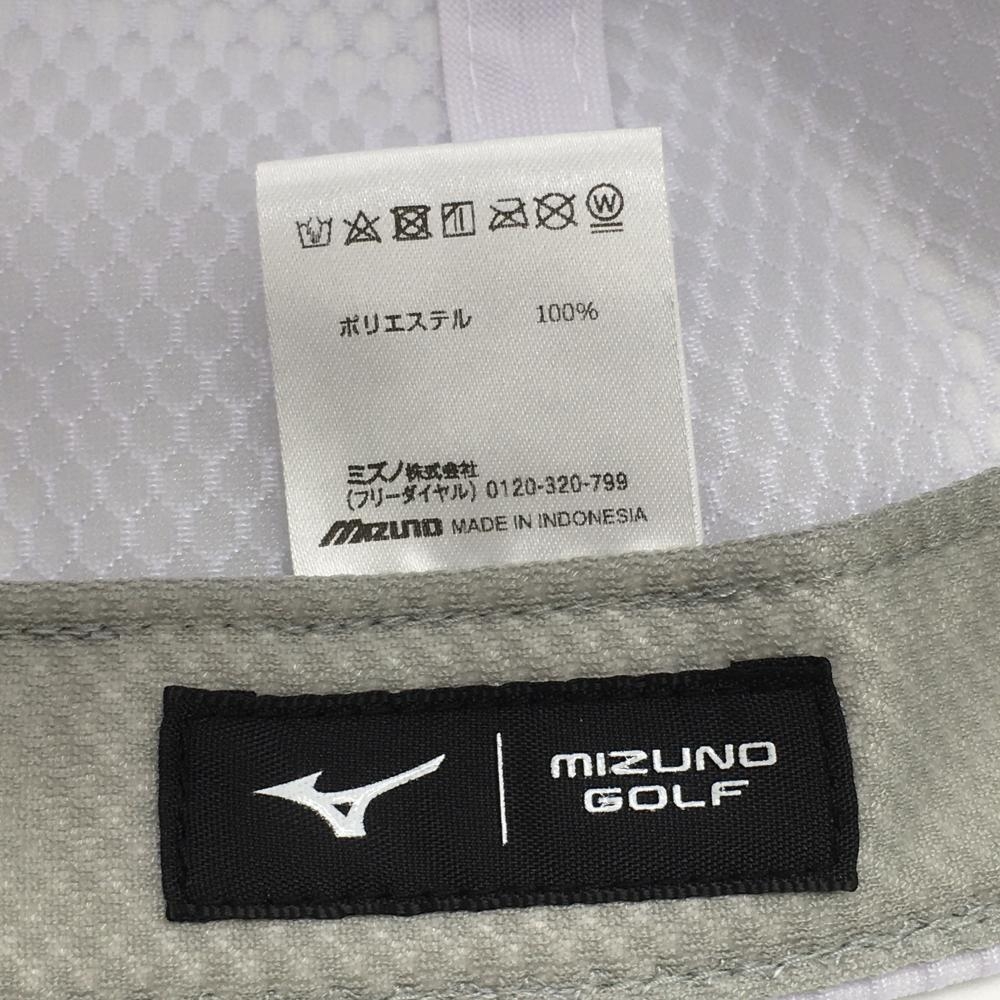 W
ポリエステル 100%
ミズノ株式会社
(フリーダイヤル) 0120-320-799
MIZUNO MADE IN INDONESIA
MIZUNO
GOLF